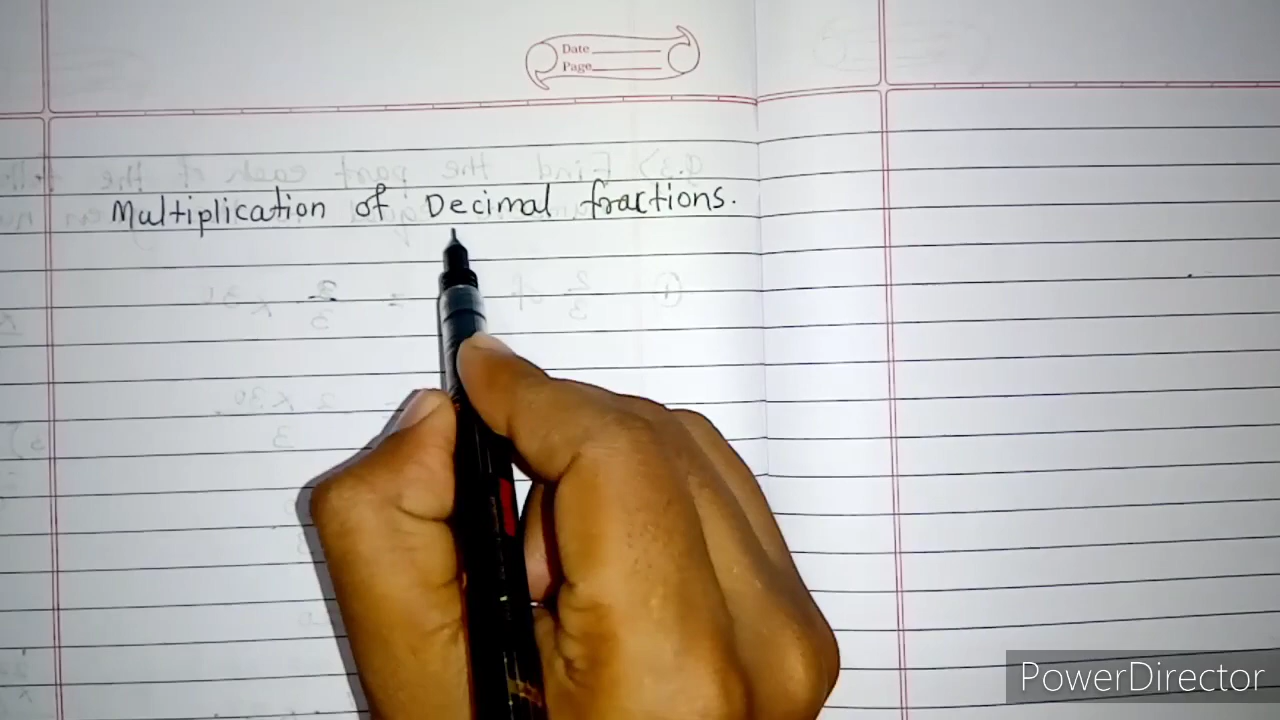 Date
Page
Multiplication of Decimal fractions.
PowerDirector